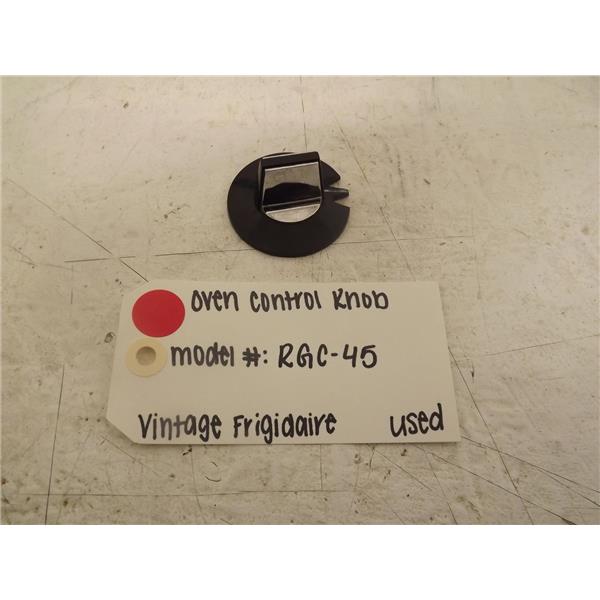 oven control knob
model #: RGC-45
Vintage Frigidaire used